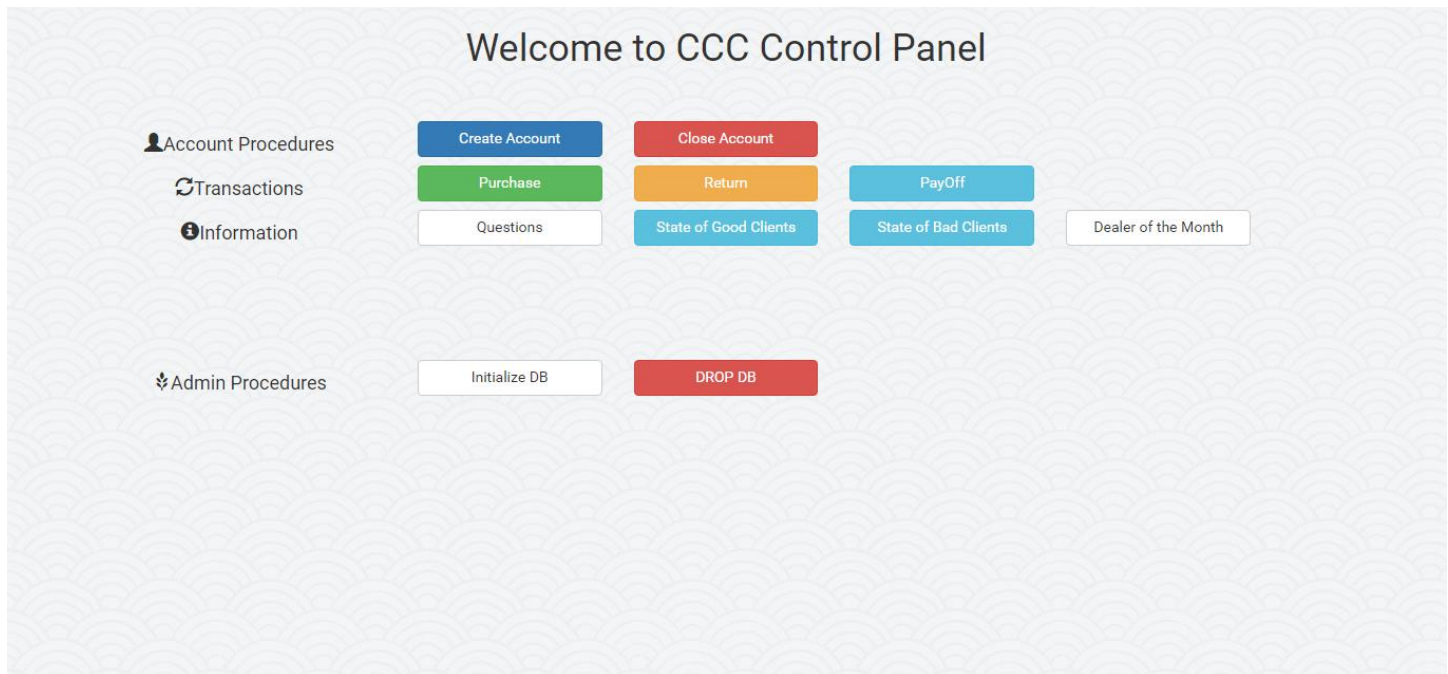 Welcome to CCC Control Panel
Account Procedures Create Account Close Account
Transactions Purchase Return PayOff
Information Questions State of Good Clients State of Bad Clients Dealer of the Month
Admin Procedures Initialize DB DROP DB